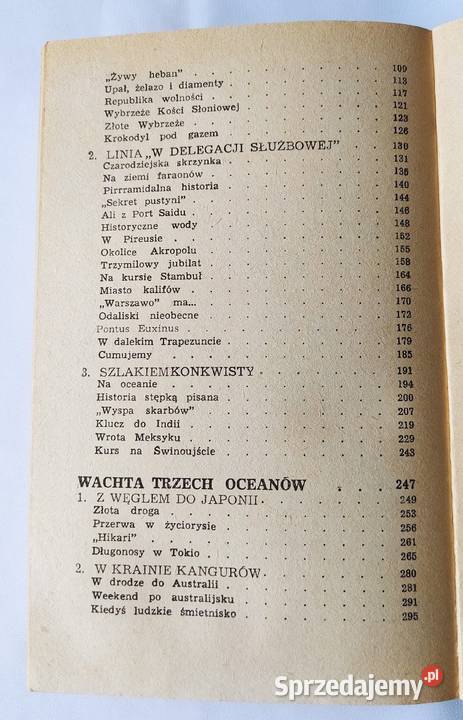 „Żywy heban" . . . . . . . . . 109
Upał, żelazo i diamenty . . . . . . 113
Republika wolności . . . . . . . 117
Wybrzeże Kości Słoniowej . . . . . . 121
Złote Wybrzeże . . . . . . . . 123
Krokodyl pod gazem . . . . . . . 126
2. LINIA „W DELEGACJI SŁUŻBOWEJ" . . . 130
Czarodziejska skrzynka . . . . . . 131
Na ziemi faraonów . . . . . . . 136
Pirrramidalna historia . . . . . . 140
„Sekret pustyni" . . . . . . . . 144
Ali z Port Saidu . . . . . . . . 146
Historyczne wody . . . . . . . 148
W Pireusie . . . . . . . . . 152
Okolice Akropolu . . . . . . . . 155
Trzymilowy jubilat . . . . . . . 158
Na kursie Stambuł . . . . . . . 164
Miasto kalifów . . . . . . . . 166
„Warszawo" ma... . . . . . . . . 170
Odaliski nieobecne . . . . . . . 173
Pontus Euxinus . . . . . . . . 176
W dalekim Trapezuncie . . . . . . 179
Cumujemy . . . . . . . . . 185
3. SZLAKIEM KONKWISTY . . . . . . 191
Na oceanie . . . . . . . . . 194
Historia stępką pisana . . . . . . 200
„Wyspa skarbów" . . . . . . . . 207
Klucz do Indii . . . . . . . . 219
Wrota Meksyku . . . . . . . . 229
Kurs na Świnoujście . . . . . . . 243
WACHTA TRZECH OCEANÓW . . . 247
1. Z WĘGLEM DO JAPONII . . . . . . 249
Złota droga . . . . . . . . . 253
Przerwa w życiorysie . . . . . . . 256
„Hikari" . . . . . . . . . . 261
Długonosy w Tokio . . . . . . . 265
2. W KRAINIE KANGURÓW . . . . . . 280
W drodze do Australii . . . . . . . 281
Weekend po australijsku . . . . . . 291
Kiedyś ludzkie śmietnisko . . . . . . 295
Sprzedajemy.pl